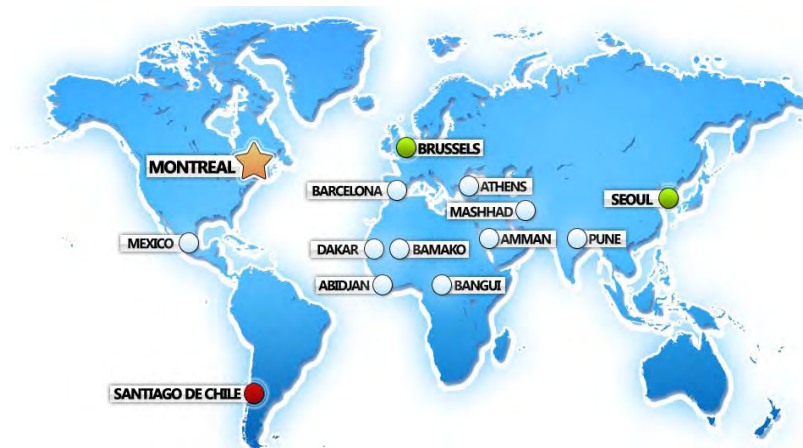 BRUSSELS
MONTREAL
BARCELONA
ATHENS
SEOUL
MASHHAD
MEXICO
DAKAR
BAMAKO
AMMAN
PUNE
ABIDJAN
BANGUI
SANTIAGO DE CHILE